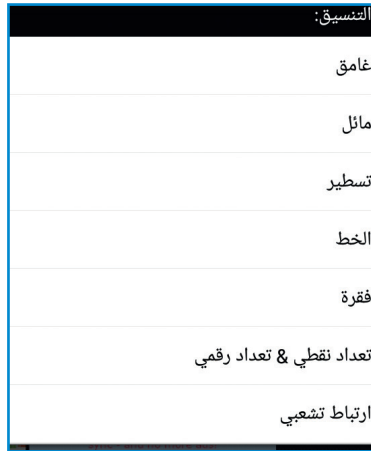 التنسيق:
غامق
مائل
تسطير
الخط
فقرة
تعداد نقطي & تعداد رقمي
ارتباط تشعبي